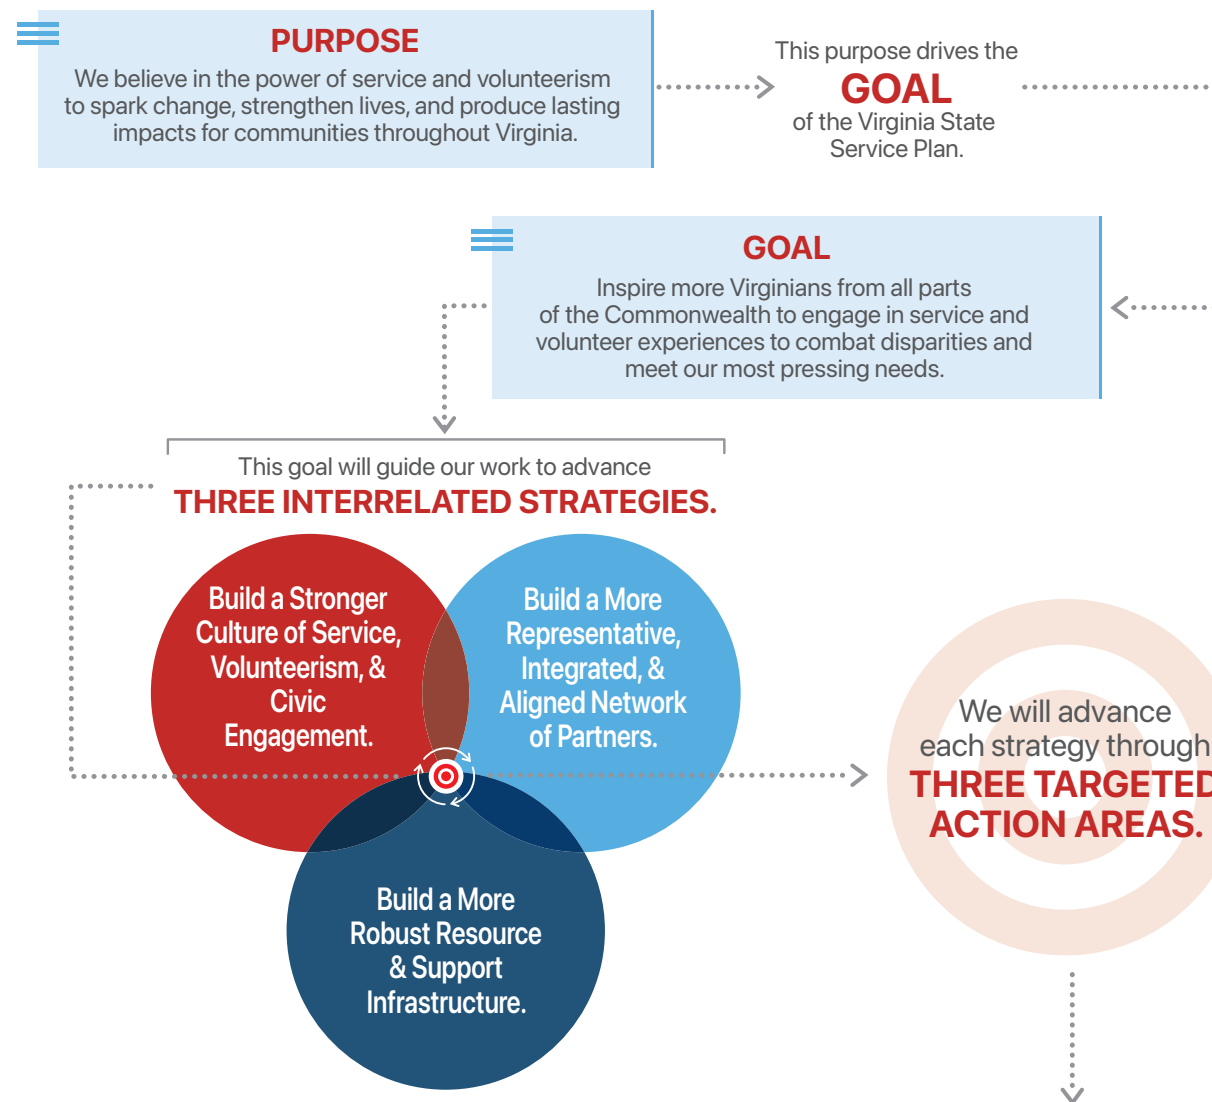 PURPOSE
We believe in the power of service and volunteerism
to spark change, strengthen lives, and produce lasting
impacts for communities throughout Virginia.
This purpose drives the
GOAL
of the Virginia State
Service Plan.
GOAL
Inspire more Virginians from all parts
of the Commonwealth to engage in service and
volunteer experiences to combat disparities and
meet our most pressing needs.
This goal will guide our work to advance
THREE INTERRELATED STRATEGIES.
Build a Stronger
Culture of Service,
Volunteerism, &
Civic
Engagement.
Build a More
Representative,
Integrated, &
Aligned Network
of Partners.
Build a More
Robust Resource
& Support
Infrastructure.
We will advance
each strategy through
THREE TARGETED
ACTION AREAS.